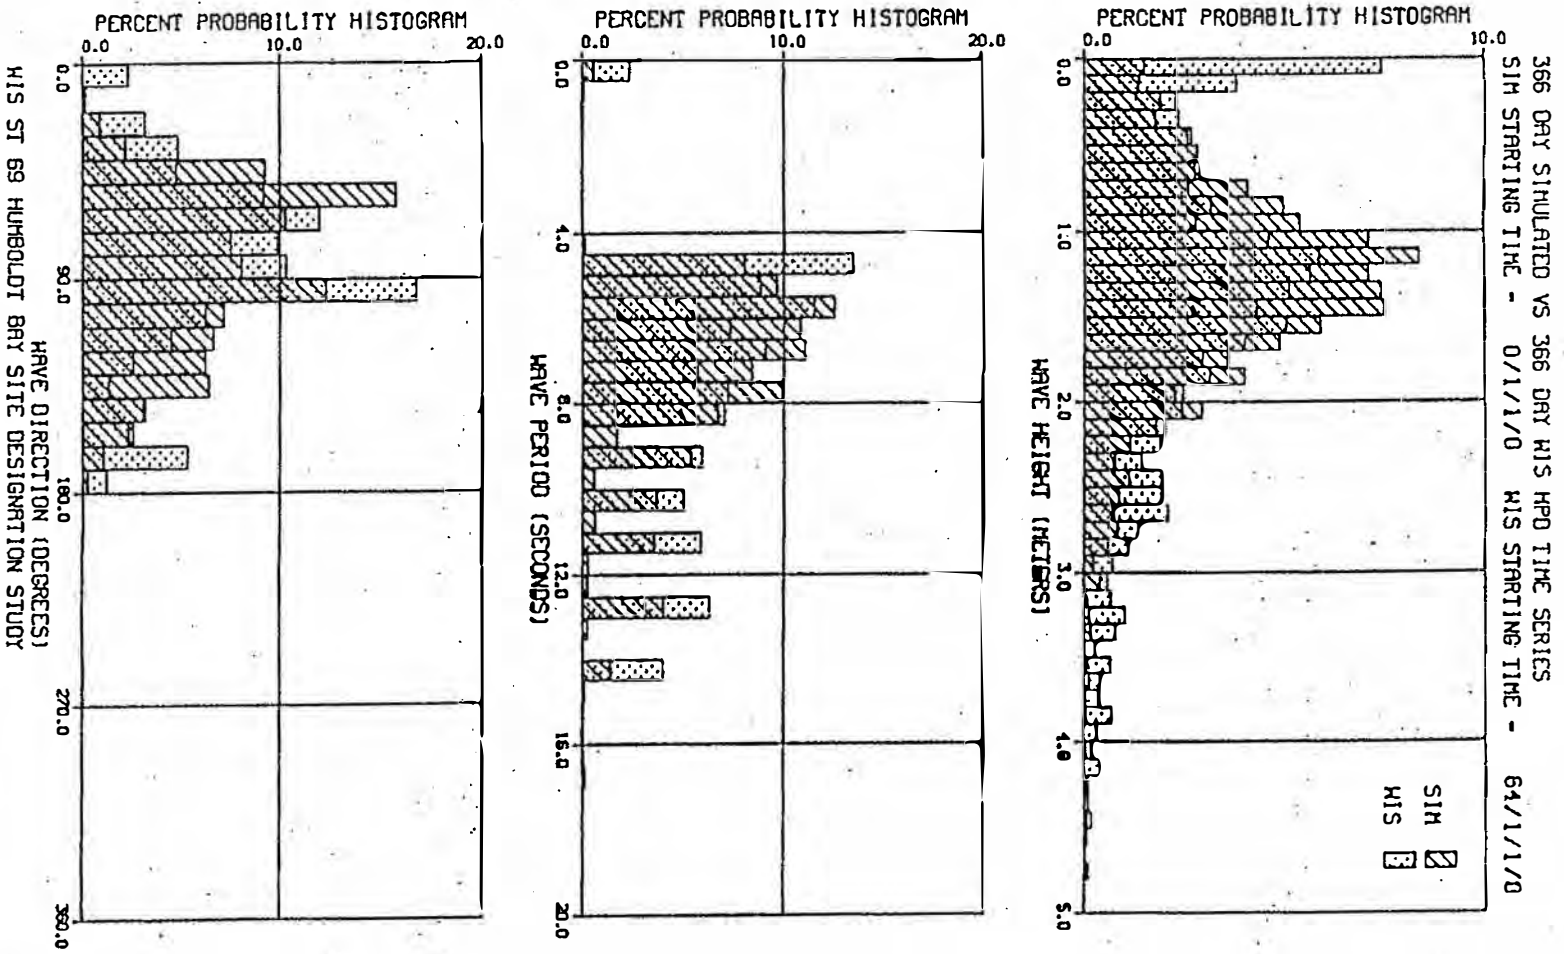 366 DAY SIMULATED VS 366 DAY WIS HPD TIME SERIES
SIM STARTING TIME - 0/1/1/0 WIS STARTING TIME - 64/1/1/0
PERCENT PROBABILITY HISTOGRAM
0.0 10.0
0.0 1.0 2.0 3.0 4.0 5.0
WAVE HEIGHT (METERS)
SIM
WIS
PERCENT PROBABILITY HISTOGRAM
0.0 10.0 20.0
0.0 4.0 8.0 12.0 16.0 20.0
WAVE PERIOD (SECONDS)
PERCENT PROBABILITY HISTOGRAM
0.0 10.0 20.0
0.0 90.0 180.0 270.0 360.0
WAVE DIRECTION (DEGREES)
WIS ST 69 HUMBOLDT BAY SITE DESIGNATION STUDY